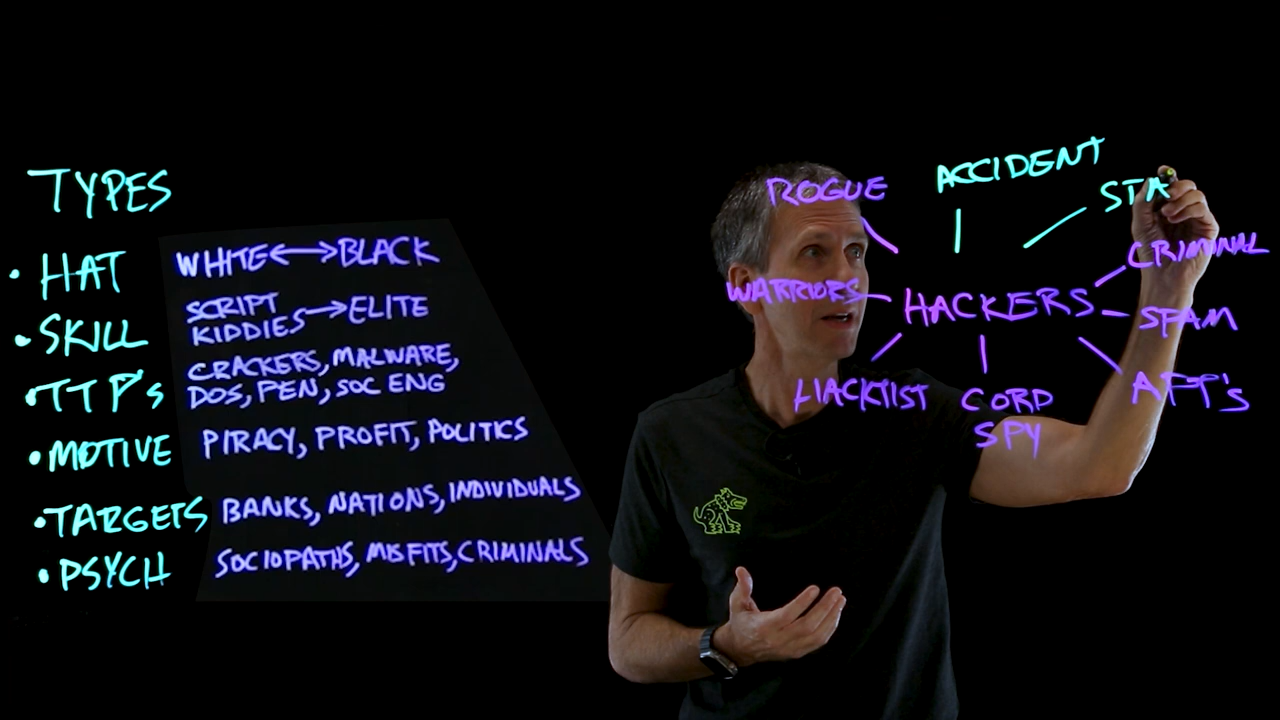 TYPES
• HAT
WHITE ↔ BLACK
• SKILL
SCRIPT
KIDDIES → ELITE
• TTP's
CRACKERS, MALWARE,
DOS, PEN, SOC ENG
• MOTIVE
PIRACY, PROFIT, POLITICS
• TARGETS
BANKS, NATIONS, INDIVIDUALS
• PSYCH
SOCIOPATHS, MISFITS, CRIMINALS
ROGUE
ACCIDENT
STA
CRIMINAL
WARRIORS
HACKERS
SPAM
HACKTIST
CORP
SPY
APT's